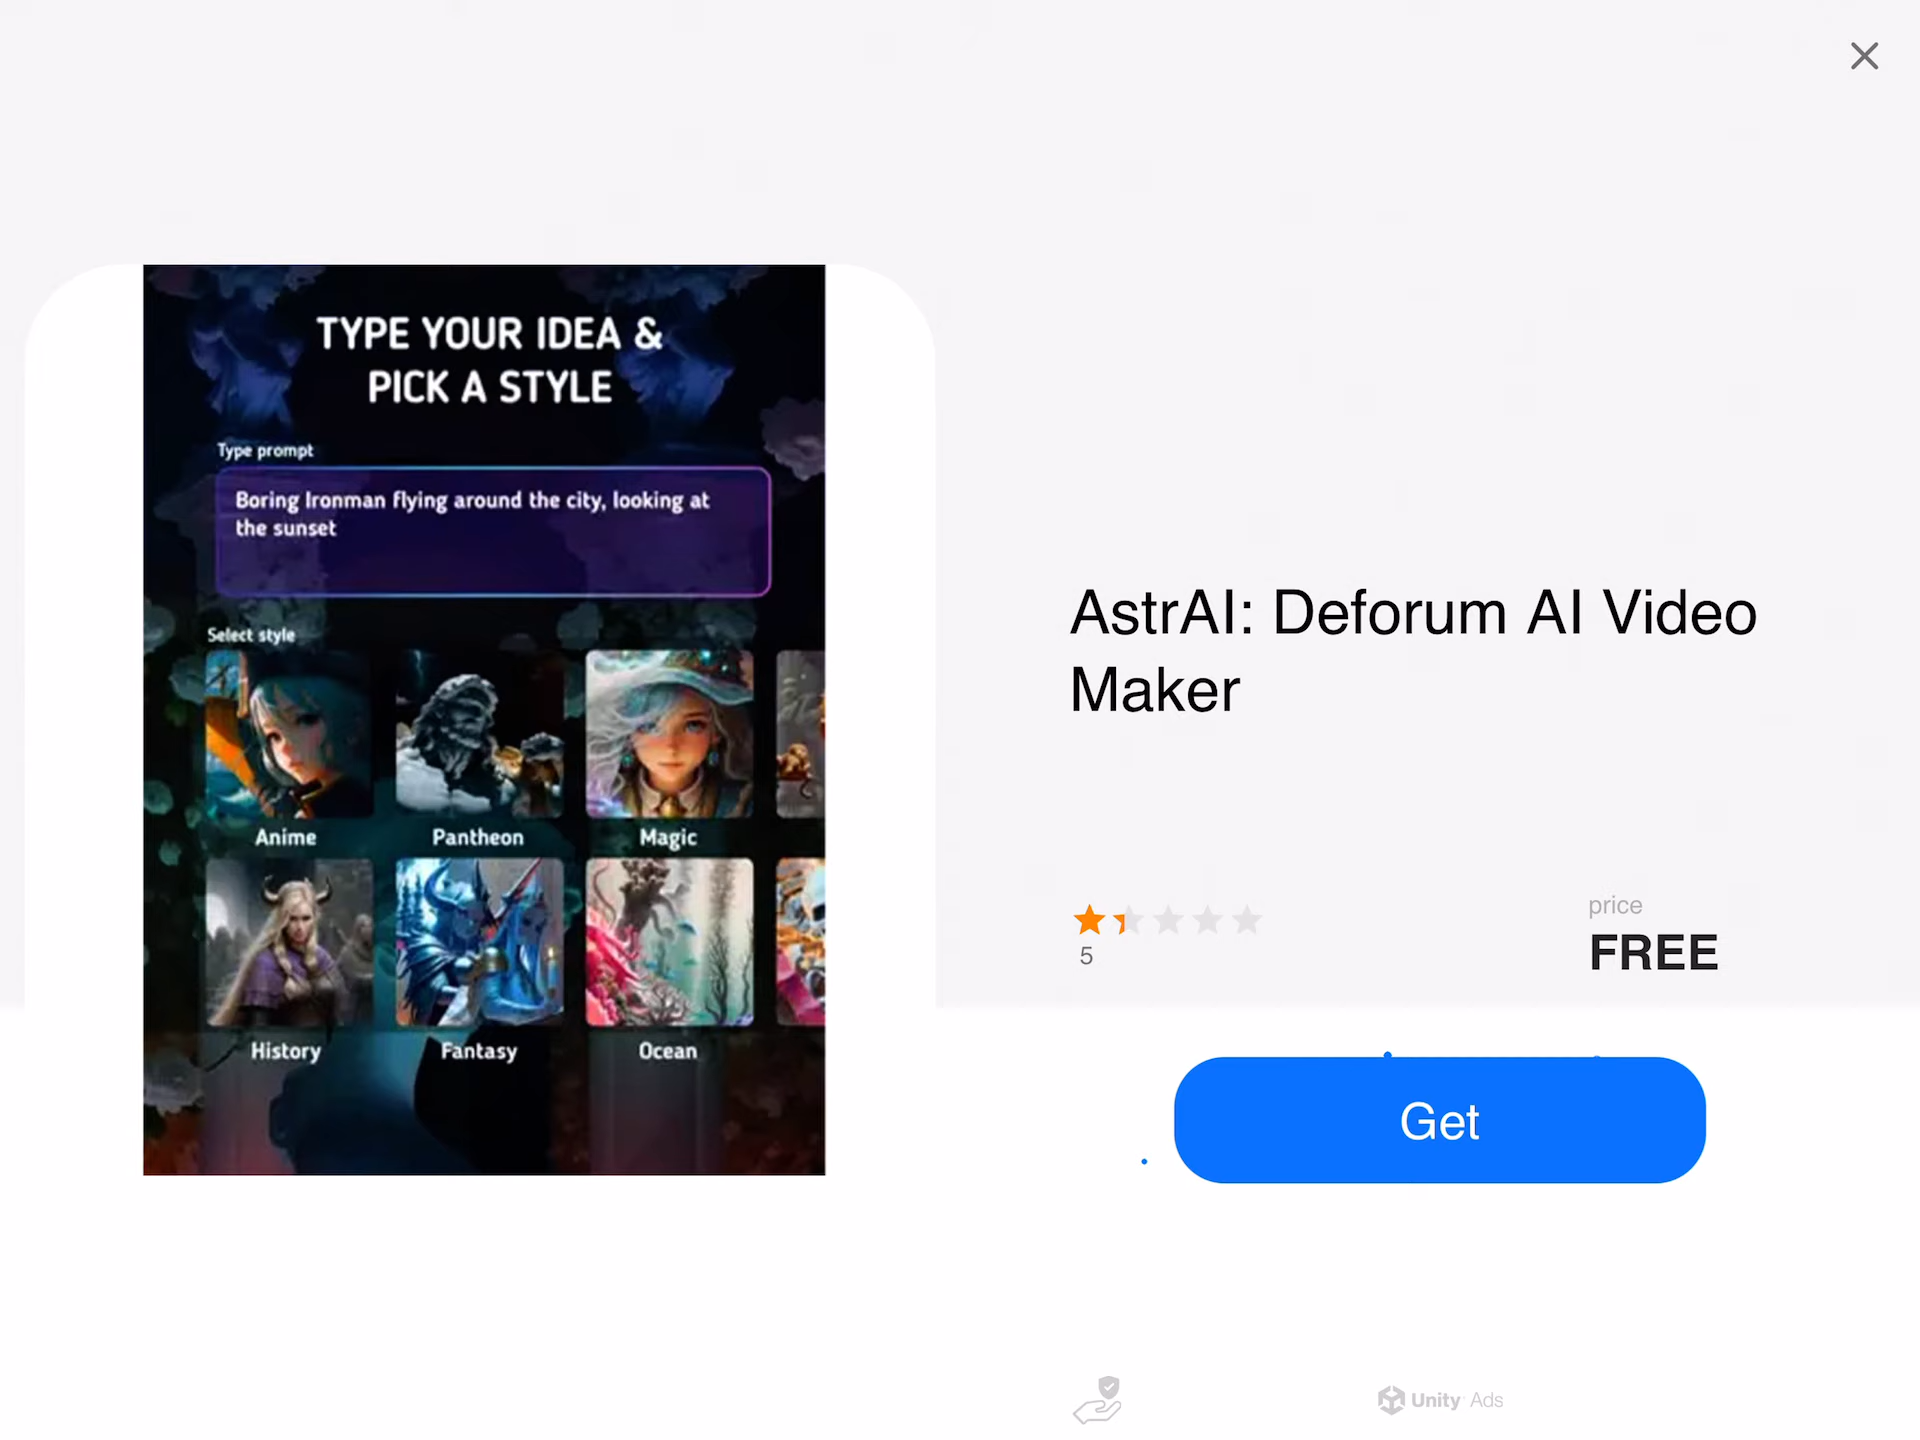 TYPE YOUR IDEA &
PICK A STYLE
Type prompt
Boring Ironman flying around the city, looking at
the sunset
Select style
Anime
Pantheon
Magic
History
Fantasy
Ocean
AstrAI: Deforum AI Video
Maker
5
price
FREE
Get
Unity Ads